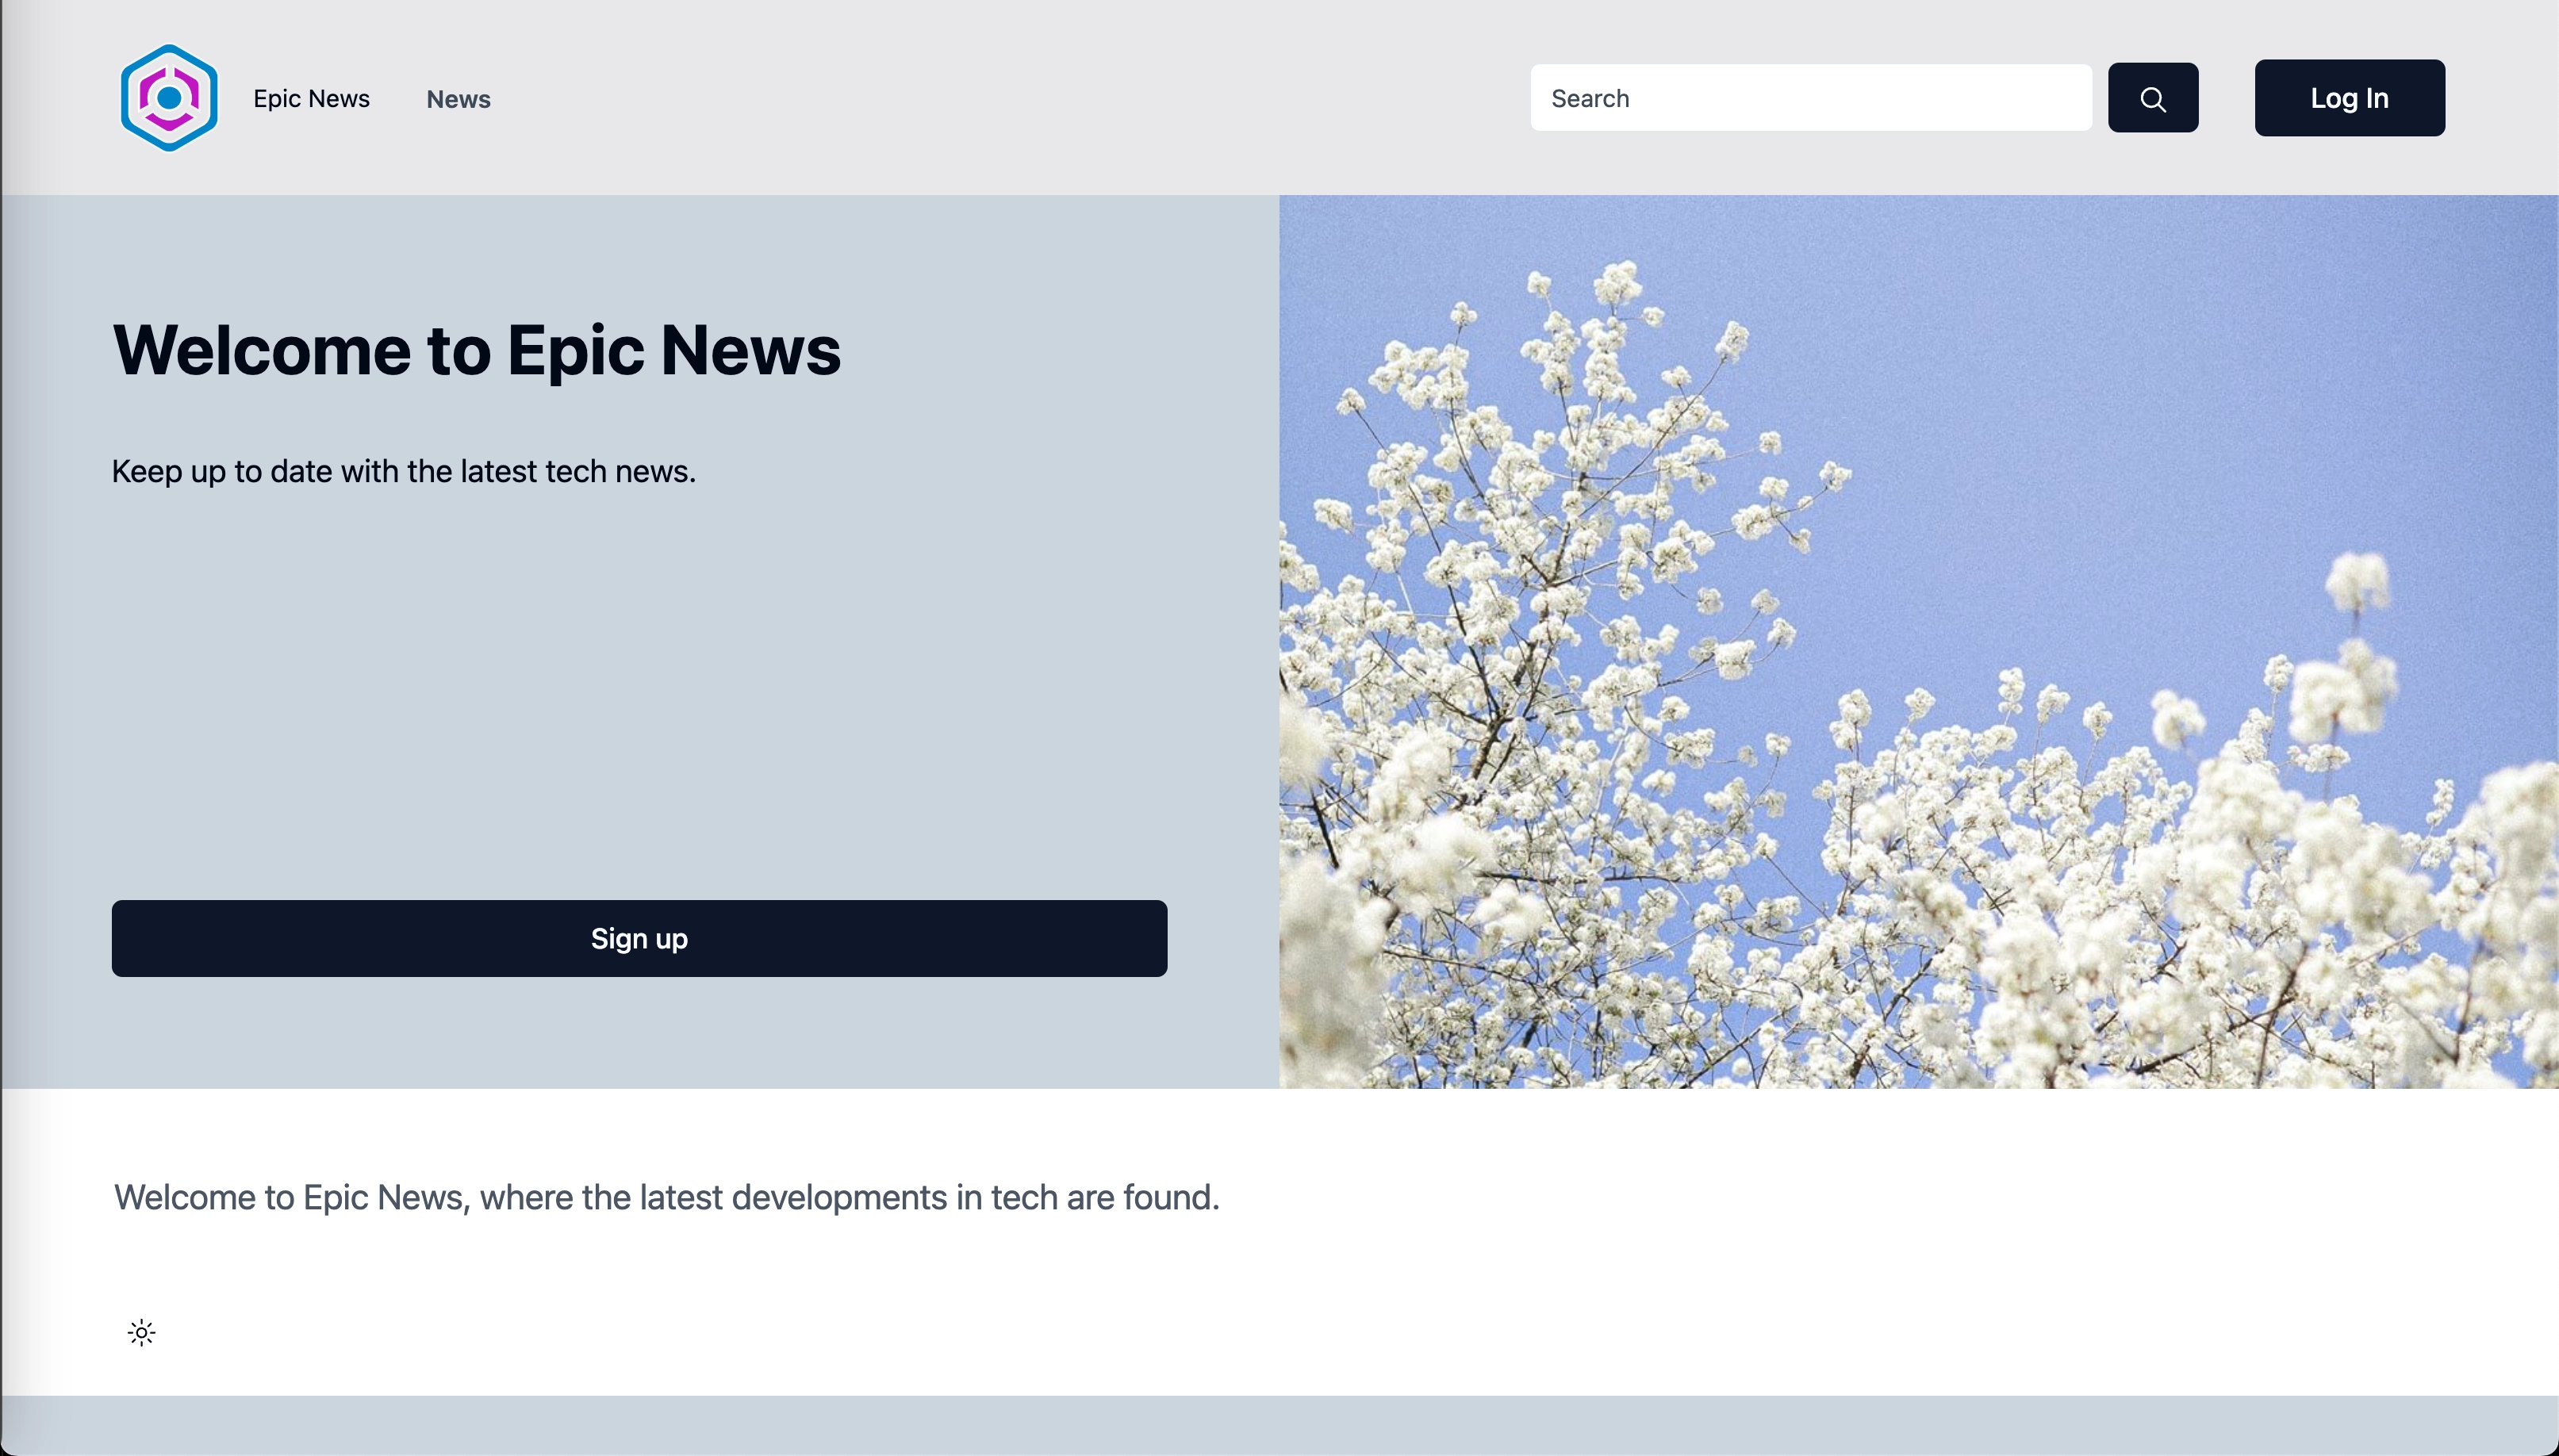 Epic News
News
Search
Log In
Welcome to Epic News
Keep up to date with the latest tech news.
Sign up
Welcome to Epic News, where the latest developments in tech are found.